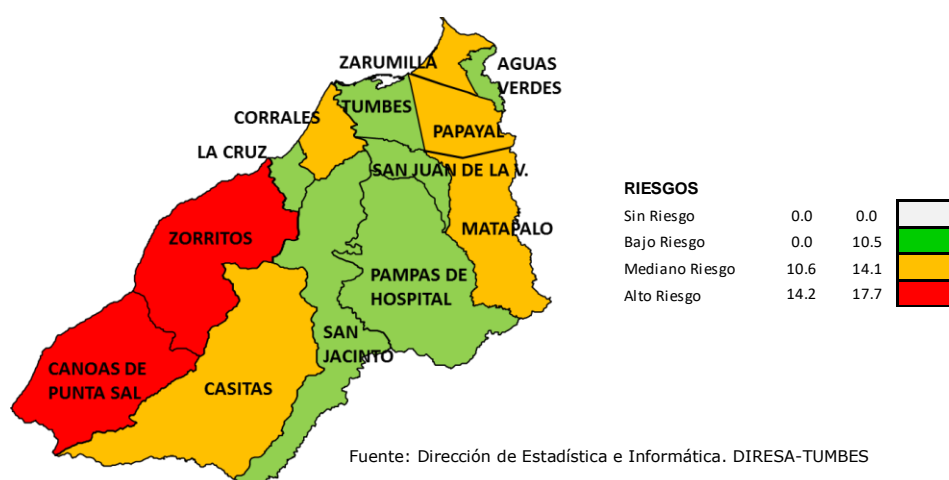 ZARUMILLA
AGUAS
VERDES
TUMBES
CORRALES
PAPAYAL
LA CRUZ
SAN JUAN DE LA V.
ZORRITOS
MATAPALO
PAMPAS DE
HOSPITAL
SAN
JACINTO
CANOAS DE
PUNTA SAL
CASITAS
RIESGOS
Sin Riesgo 0.0 0.0
Bajo Riesgo 0.0 10.5
Mediano Riesgo 10.6 14.1
Alto Riesgo 14.2 17.7
Fuente: Dirección de Estadística e Informática. DIRESA-TUMBES